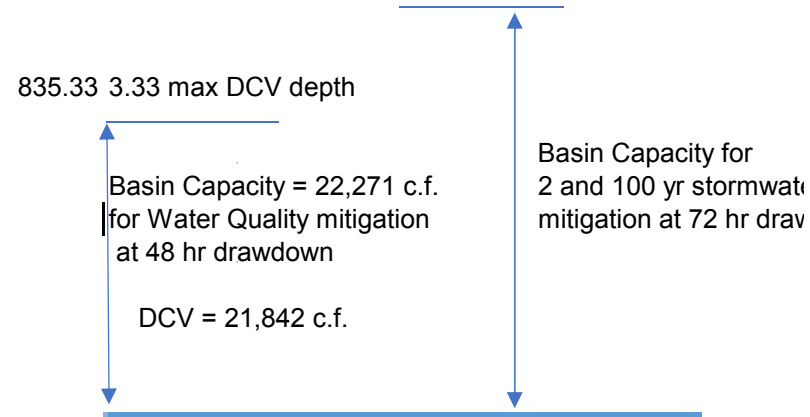 835.33 3.33 max DCV depth
Basin Capacity = 22,271 c.f.
for Water Quality mitigation
at 48 hr drawdown
DCV = 21,842 c.f.
Basin Capacity for
2 and 100 yr
mitigation at 72 hr